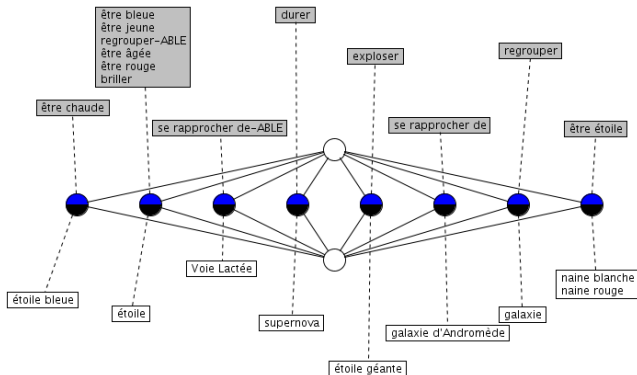 être bleue
être jeune
regrouper-ABLE
être âgée
être rouge
briller
durer
exploser
regrouper
être chaude
se rapprocher de-ABLE
se rapprocher de
être étoile
étoile bleue
étoile
Voie Lactée
supernova
étoile géante
galaxie d'Andromède
galaxie
naine blanche
naine rouge